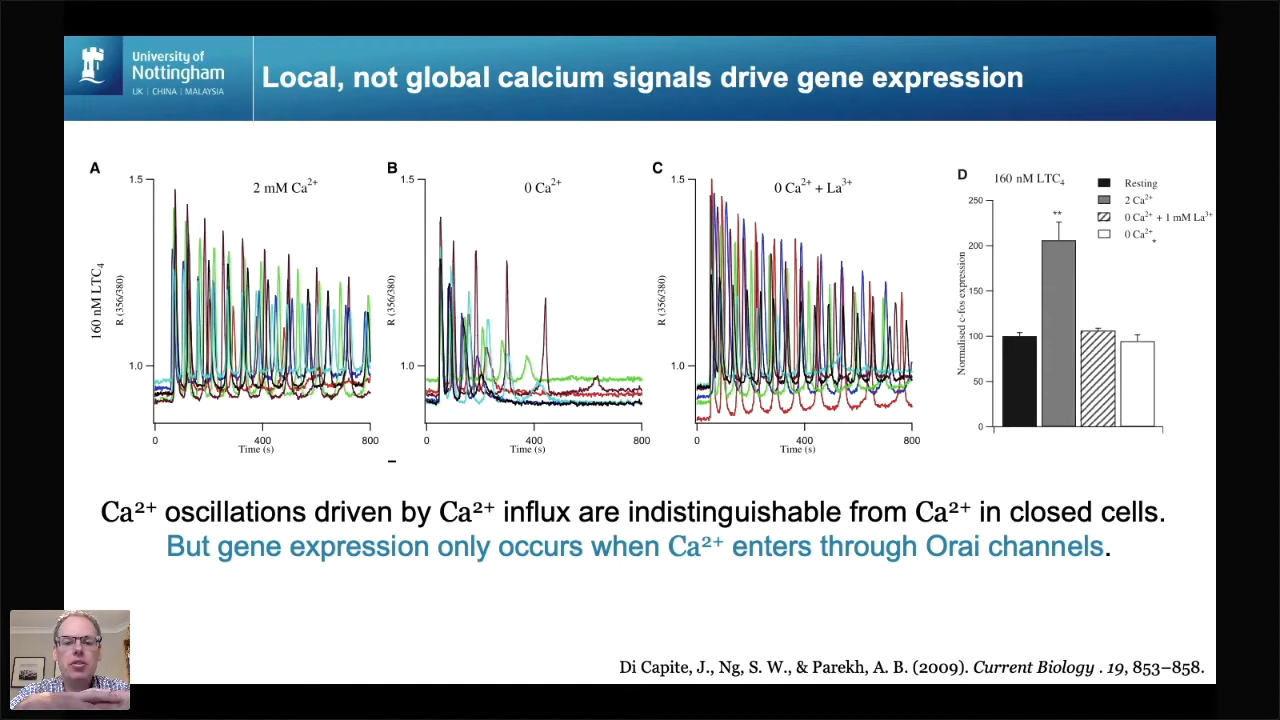 University of
Nottingham
UK | CHINA | MALAYSIA
Local, not global calcium signals drive gene expression
A
160 nM LTC₄
R (356/380)
2 mM Ca²⁺
1.5
1.0
0
400
800
Time (s)
B
R (356/380)
0 Ca²⁺
1.5
1.0
0
400
800
Time (s)
C
R (356/380)
0 Ca²⁺ + La³⁺
1.5
1.0
0
400
800
Time (s)
D
160 nM LTC₄
Resting
2 Ca²⁺
0 Ca²⁺ + 1 mM La³⁺
0 Ca²⁺
*
**
Normalised c-fos expression
250
200
150
100
50
0
Ca²⁺ oscillations driven by Ca²⁺ influx are indistinguishable from Ca²⁺ in closed cells.
But gene expression only occurs when Ca²⁺ enters through Orai channels.
Di Capite, J., Ng, S. W., & Parekh, A. B. (2009). Current Biology . 19, 853–858.